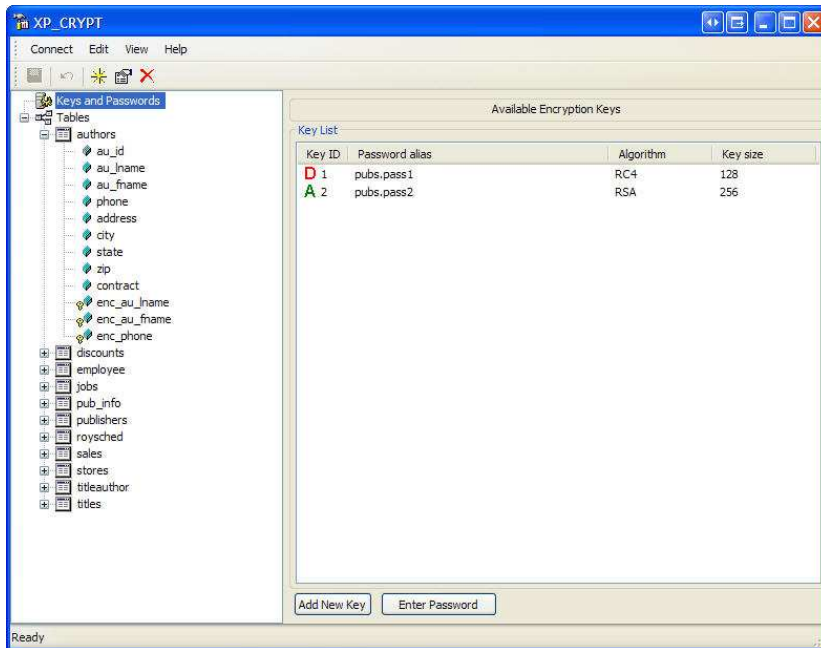 XP_CRYPT
Connect Edit View Help
Keys and Passwords
Tables
authors
au_id
au_lname
au_fname
phone
address
city
state
zip
contract
enc_au_lname
enc_au_fname
enc_phone
discounts
employee
jobs
pub_info
publishers
roysched
sales
stores
titleauthor
titles
Available Encryption Keys
Key List
Key ID Password alias Algorithm Key size
D 1 pubs.pass1 RC4 128
A 2 pubs.pass2 RSA 256
Add New Key Enter Password
Ready